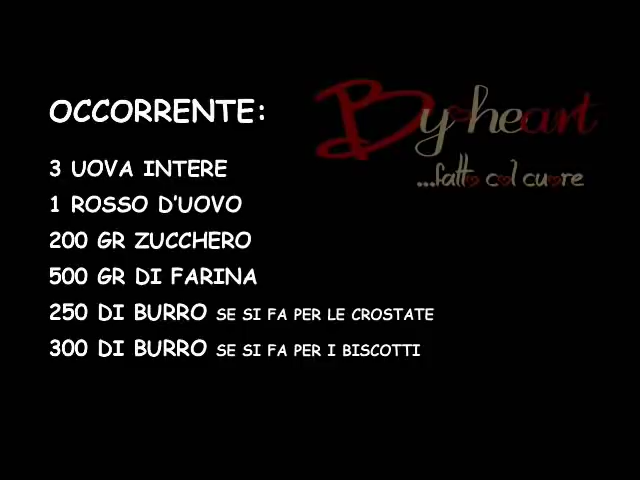 OCCORRENTE:
By heart
...fatto col cuore
3 UOVA INTERE
1 ROSSO D'UOVO
200 GR ZUCCHERO
500 GR DI FARINA
250 DI BURRO SE SI FA PER LE CROSTATE
300 DI BURRO SE SI FA PER I BISCOTTI